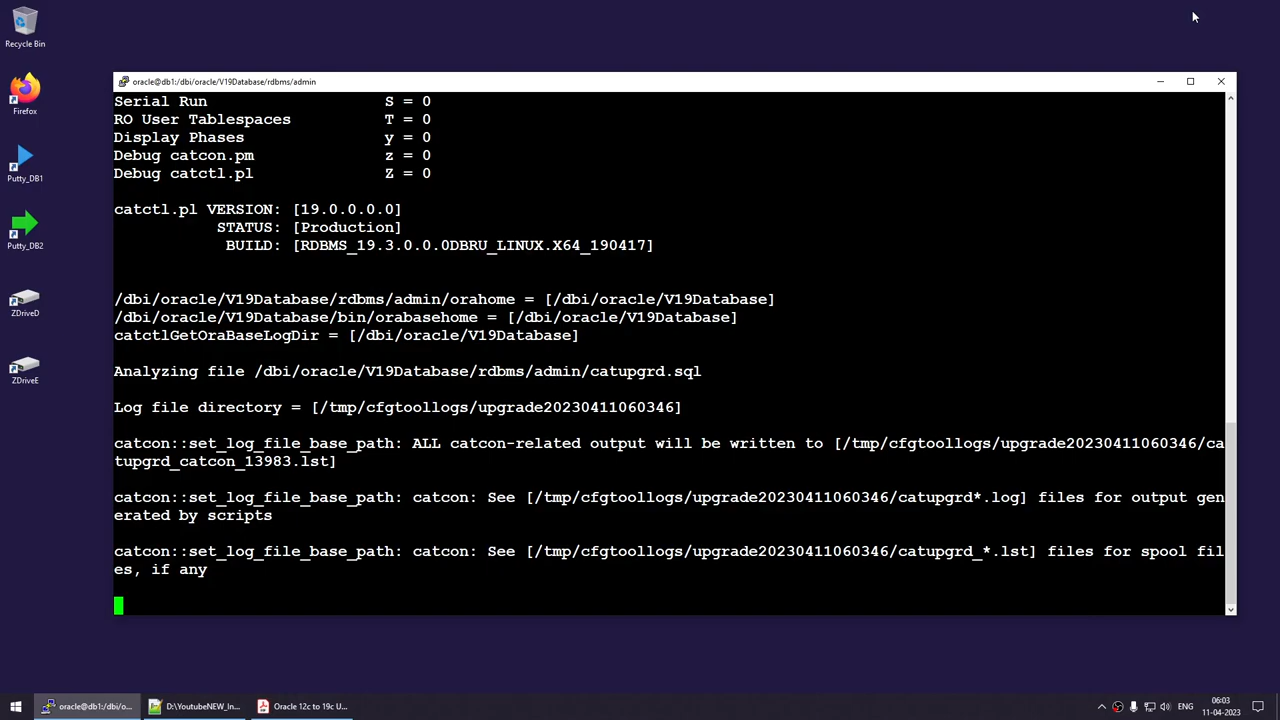 Recycle Bin
Firefox
Putty_DB1
Putty_DB2
ZDriveD
ZDriveE
oracle@db1:/dbi/oracle/V19Database/rdbms/admin
Serial Run S = 0
RO User Tablespaces T = 0
Display Phases y = 0
Debug catcon.pm z = 0
Debug catctl.pl Z = 0
catctl.pl VERSION: [19.0.0.0.0]
STATUS: [Production]
BUILD: [RDBMS_19.3.0.0.0DBRU_LINUX.X64_190417]
/dbi/oracle/V19Database/rdbms/admin/orahome = [/dbi/oracle/V19Database]
/dbi/oracle/V19Database/bin/orabasehome = [/dbi/oracle/V19Database]
catctlGetOraBaseLogDir = [/dbi/oracle/V19Database]
Analyzing file /dbi/oracle/V19Database/rdbms/admin/catupgrd.sql
Log file directory = [/tmp/cfgtoollogs/upgrade20230411060346]
catcon::set_log_file_base_path: ALL catcon-related output will be written to [/tmp/cfgtoollogs/upgrade20230411060346/ca
tupgrd_catcon_13983.lst]
catcon::set_log_file_base_path: catcon: See [/tmp/cfgtoollogs/upgrade20230411060346/catupgrd*.log] files for output gen
erated by scripts
catcon::set_log_file_base_path: catcon: See [/tmp/cfgtoollogs/upgrade20230411060346/catupgrd_*.lst] files for spool fil
es, if any
oracle@db1:/dbi/o...
D:\YoutubeNEW_In...
Oracle 12c to 19c U...
ENG
06:03
11-04-2023